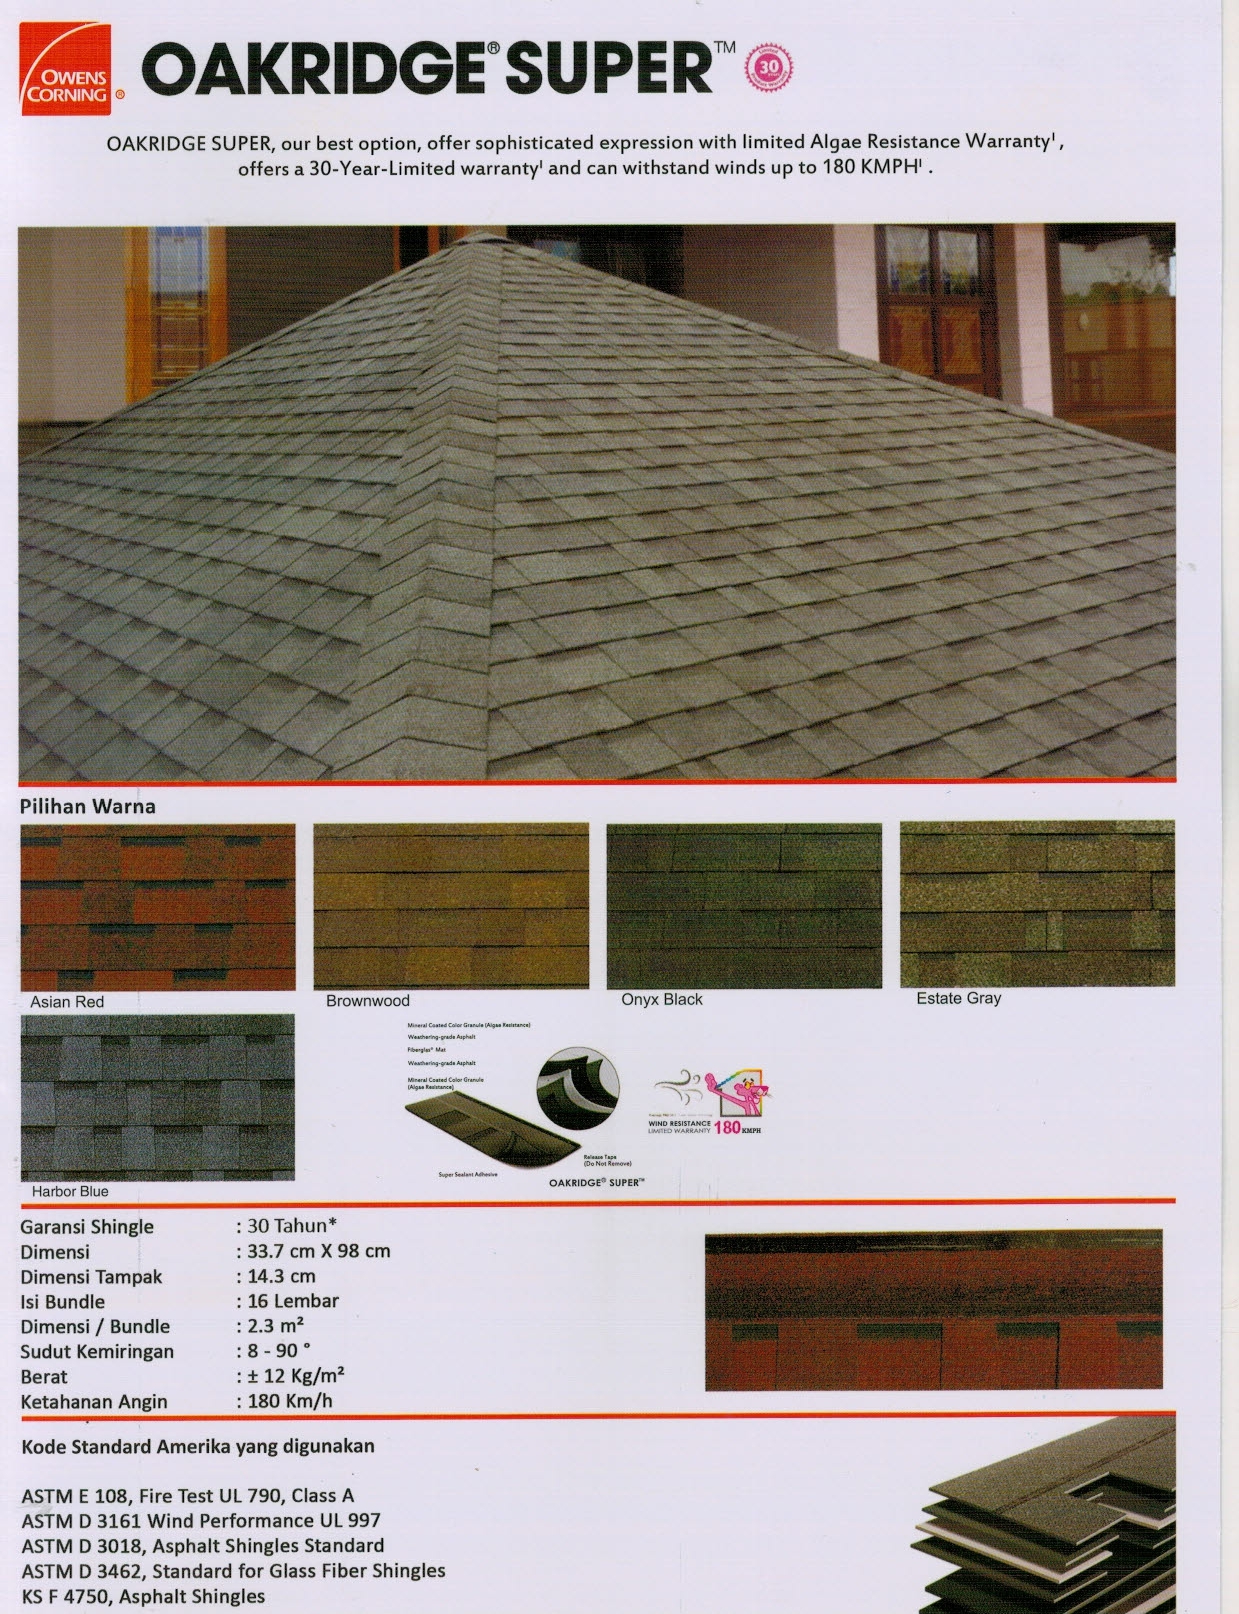 OWENS
CORNING®
OAKRIDGE® SUPER™
Limited
30
Warranty
OAKRIDGE SUPER, our best option, offer sophisticated expression with limited Algae Resistance Warranty¹,
offers a 30-Year-Limited warranty¹ and can withstand winds up to 180 KMPH¹ .
Pilihan Warna
Asian Red
Brownwood
Onyx Black
Estate Gray
Harbor Blue
Mineral Coated Color Granule (Algae Resistance)
Weathering-grade Asphalt
Fiberglas® Mat
Weathering-grade Asphalt
Mineral Coated Color Granule
(Algae Resistance)
Release Tape
(Do Not Remove)
Super Sealant Adhesive
OAKRIDGE® SUPER™
WIND RESISTANCE
LIMITED WARRANTY 180 KMPH
Garansi Shingle : 30 Tahun*
Dimensi : 33.7 cm X 98 cm
Dimensi Tampak : 14.3 cm
Isi Bundle : 16 Lembar
Dimensi / Bundle : 2.3 m²
Sudut Kemiringan : 8 - 90 °
Berat : ± 12 Kg/m²
Ketahanan Angin : 180 Km/h
Kode Standard Amerika yang digunakan
ASTM E 108, Fire Test UL 790, Class A
ASTM D 3161 Wind Performance UL 997
ASTM D 3018, Asphalt Shingles Standard
ASTM D 3462, Standard for Glass Fiber Shingles
KS F 4750, Asphalt Shingles